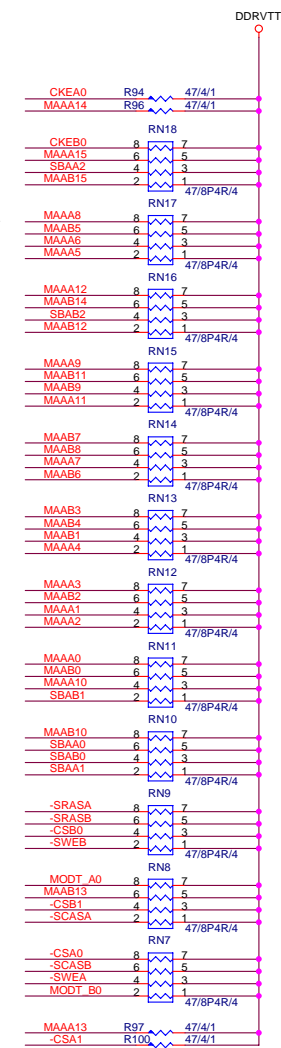 DDRVTT
CKEA0 R94 47/4/1
MAAA14 R96 47/4/1
RN18
CKEB0 8 7
MAAA15 6 5
SBAA2 4 3
MAAB15 2 1
47/8P4R/4
RN17
MAAA8 8 7
MAAB5 6 5
MAAA6 4 3
MAAA5 2 1
47/8P4R/4
RN16
MAAA12 8 7
MAAB14 6 5
SBAB2 4 3
MAAB12 2 1
47/8P4R/4
RN15
MAAA9 8 7
MAAB11 6 5
MAAB9 4 3
MAAA11 2 1
47/8P4R/4
RN14
MAAB7 8 7
MAAB8 6 5
MAAA7 4 3
MAAB6 2 1
47/8P4R/4
RN13
MAAB3 8 7
MAAB4 6 5
MAAB1 4 3
MAAA4 2 1
47/8P4R/4
RN12
MAAA3 8 7
MAAB2 6 5
MAAA1 4 3
MAAA2 2 1
47/8P4R/4
RN11
MAAA0 8 7
MAAB0 6 5
MAAA10 4 3
SBAB1 2 1
47/8P4R/4
RN10
MAAB10 8 7
SBAA0 6 5
SBAB0 4 3
SBAA1 2 1
47/8P4R/4
RN9
-SRASA 8 7
-SRASB 6 5
-CSB0 4 3
-SWEB 2 1
47/8P4R/4
RN8
MODT_A0 8 7
MAAB13 6 5
-CSB1 4 3
-SCASA 2 1
47/8P4R/4
RN7
-CSA0 8 7
-SCASB 6 5
-SWEA 4 3
MODT_B0 2 1
47/8P4R/4
MAAA13 R97 47/4/1
-CSA1 R100 47/4/1